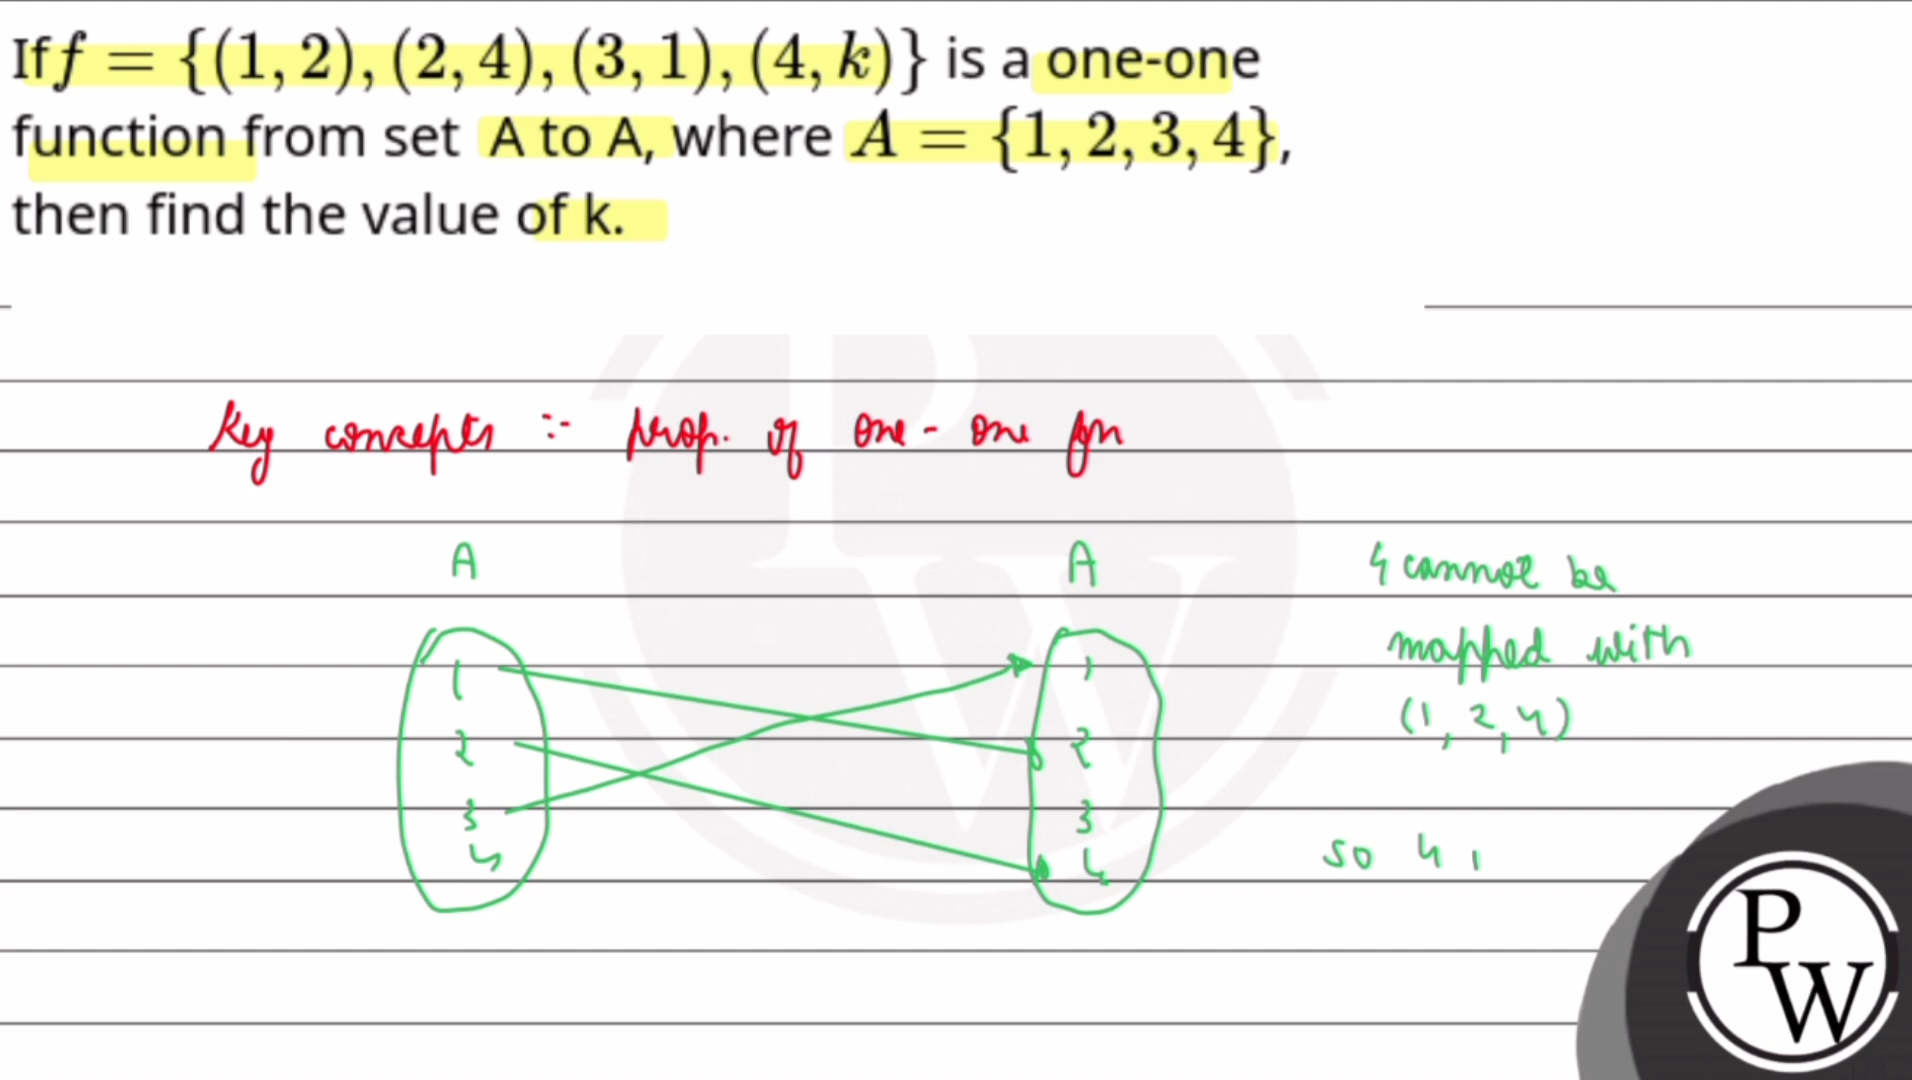 If f = {(1, 2), (2, 4), (3, 1), (4, k)} is a one-one
function from set A to A, where A = {1, 2, 3, 4},
then find the value of k.
Key concepts :- prop. of one-one fn
A A
1 1
2 2
3 3
4 4
4 cannot be
mapped with
(1, 2, 4)
so 4 1
PW
PW